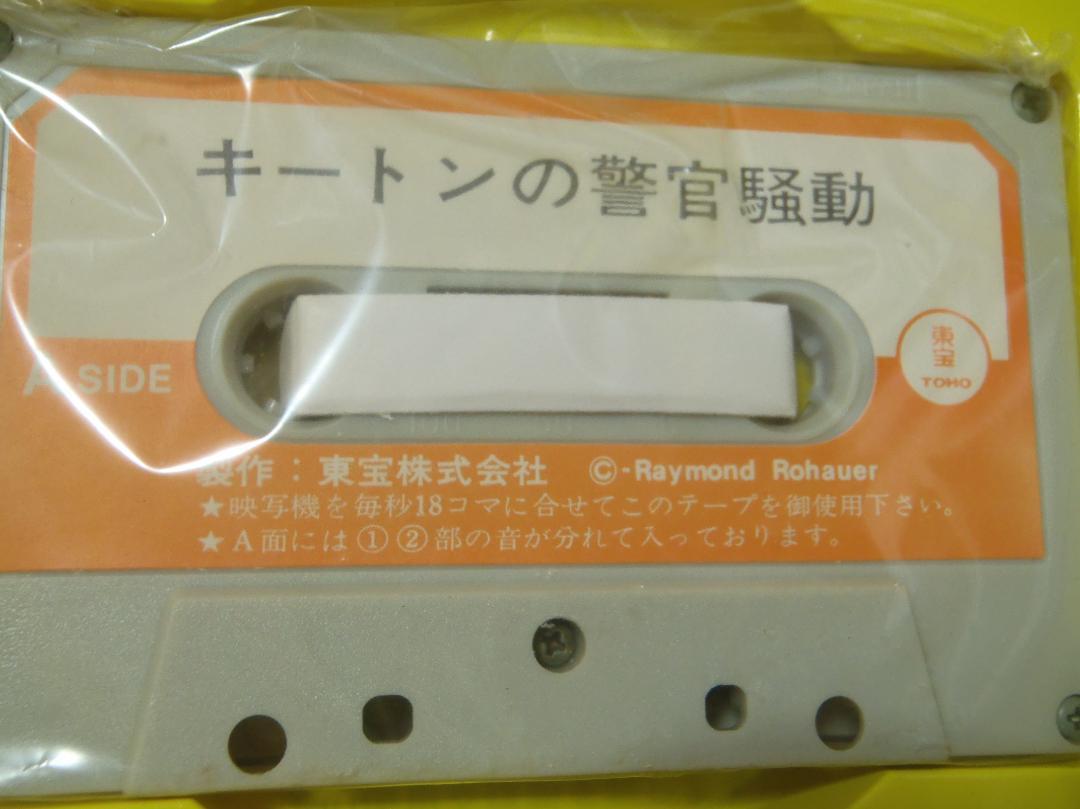 キートンの警官騒動
A SIDE
東宝
TOHO
製作：東宝株式会社 ©-Raymond Rohauer
★映写機を毎秒18コマに合せてこのテープを御使用下さい。
★A面には①②部の音が分れて入っております。